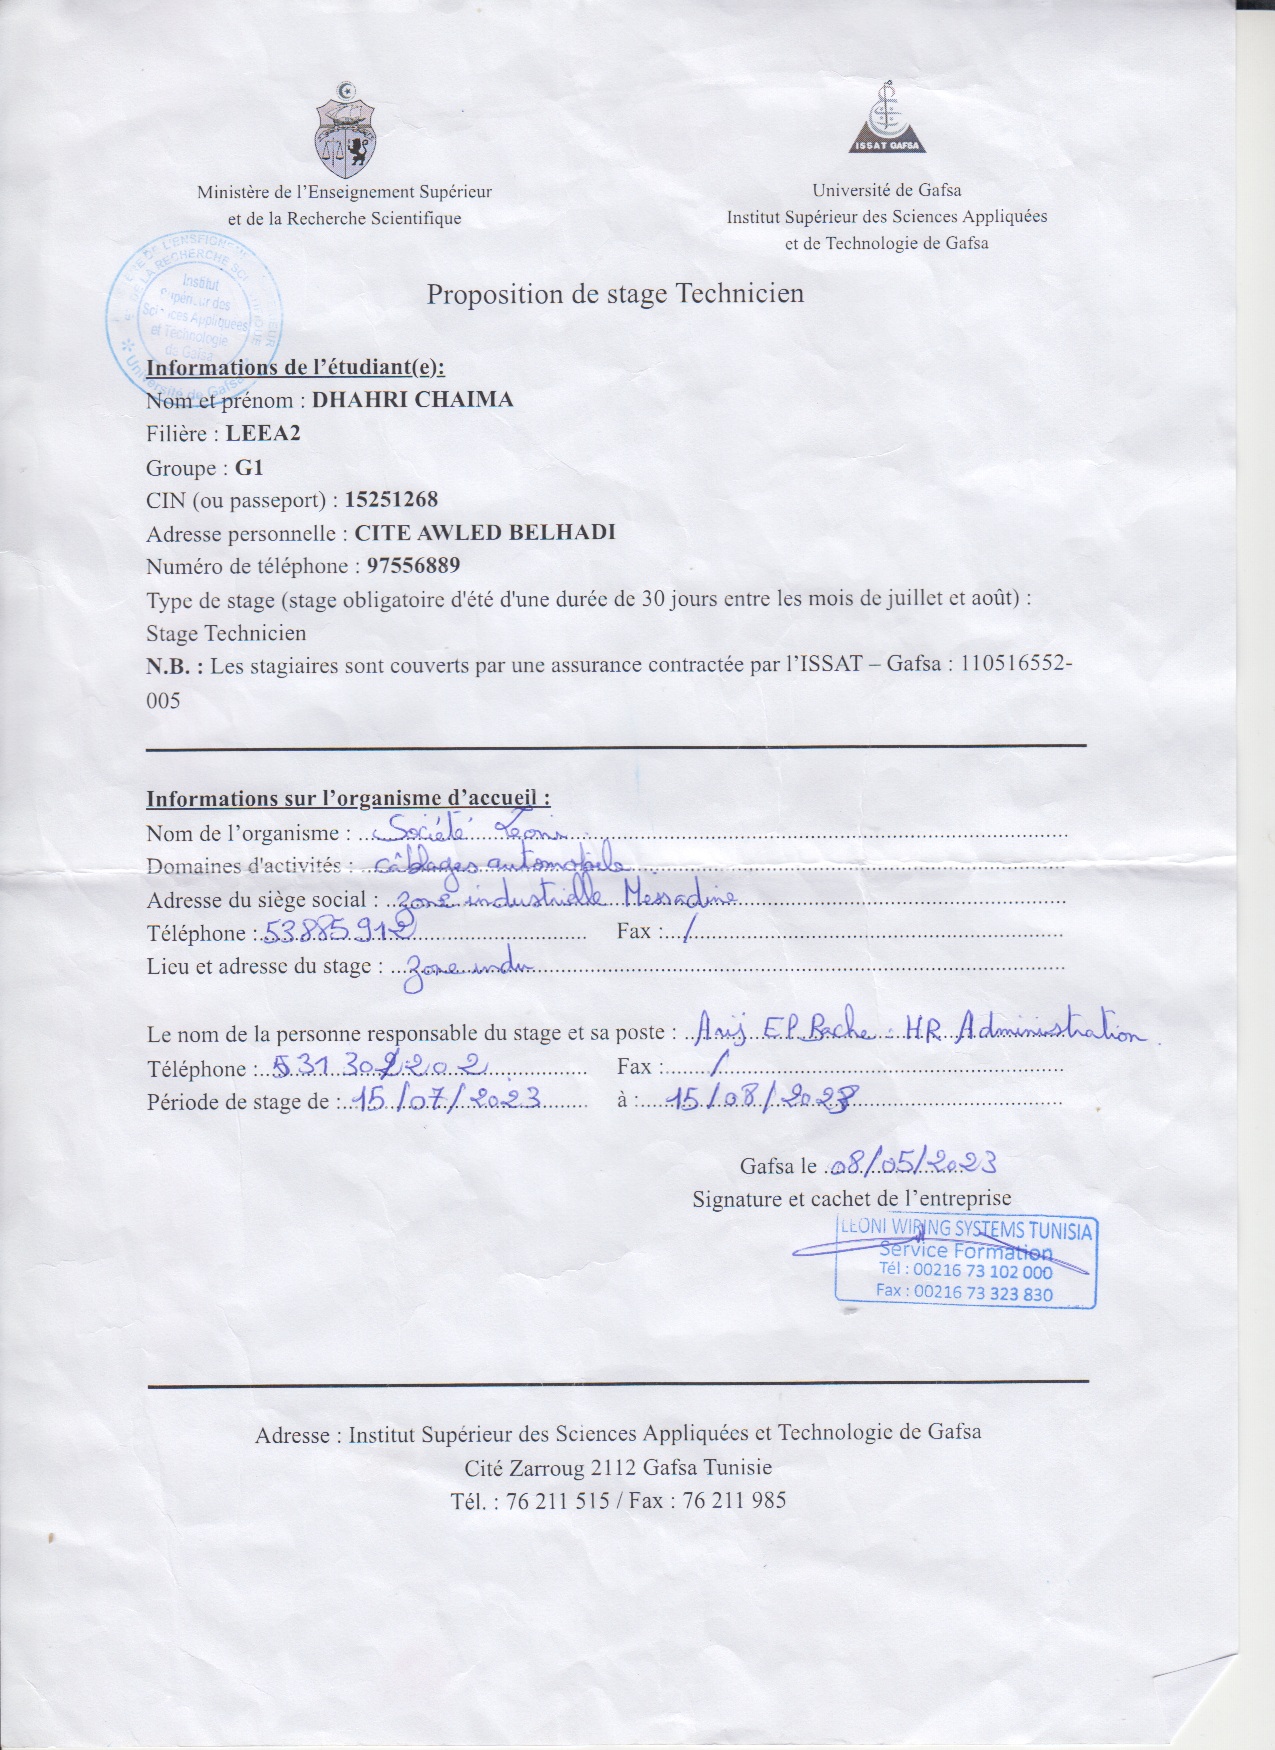 ISSAT GAFSA
Ministère de l'Enseignement Supérieur
et de la Recherche Scientifique
Université de Gafsa
Institut Supérieur des Sciences Appliquées
et de Technologie de Gafsa
Institut
Supérieur des
Sciences Appliquées
et Technologie
de Gafsa
Université de Gafsa
Proposition de stage Technicien
Informations de l'étudiant(e):
Nom et prénom : DHAHRI CHAIMA
Filière : LEEA2
Groupe : G1
CIN (ou passeport) : 15251268
Adresse personnelle : CITE AWLED BELHADI
Numéro de téléphone : 97556889
Type de stage (stage obligatoire d'été d'une durée de 30 jours entre les mois de juillet et août) :
Stage Technicien
N.B. : Les stagiaires sont couverts par une assurance contractée par l'ISSAT – Gafsa : 110516552-
005
Informations sur l'organisme d'accueil :
Nom de l'organisme : Société Leoni
Domaines d'activités : câblages automobile
Adresse du siège social : Zone industrielle Messadine
Téléphone : 53885912 Fax : /
Lieu et adresse du stage : Zone indu
Le nom de la personne responsable du stage et sa poste : Arij El Bache : HR Administration
Téléphone : Fax : /
Période de stage de : 15/07/2023 à : 15/08/2023
Gafsa le 08/05/2023
Signature et cachet de l'entreprise
LEONI WIRING SYSTEMS TUNISIA
Service Formation
Tél : 00216 73 102 000
Fax : 00216 73 323 830
Adresse : Institut Supérieur des Sciences Appliquées et Technologie de Gafsa
Cité Zarroug 2112 Gafsa Tunisie
Tél. : 76 211 515 / Fax : 76 211 985